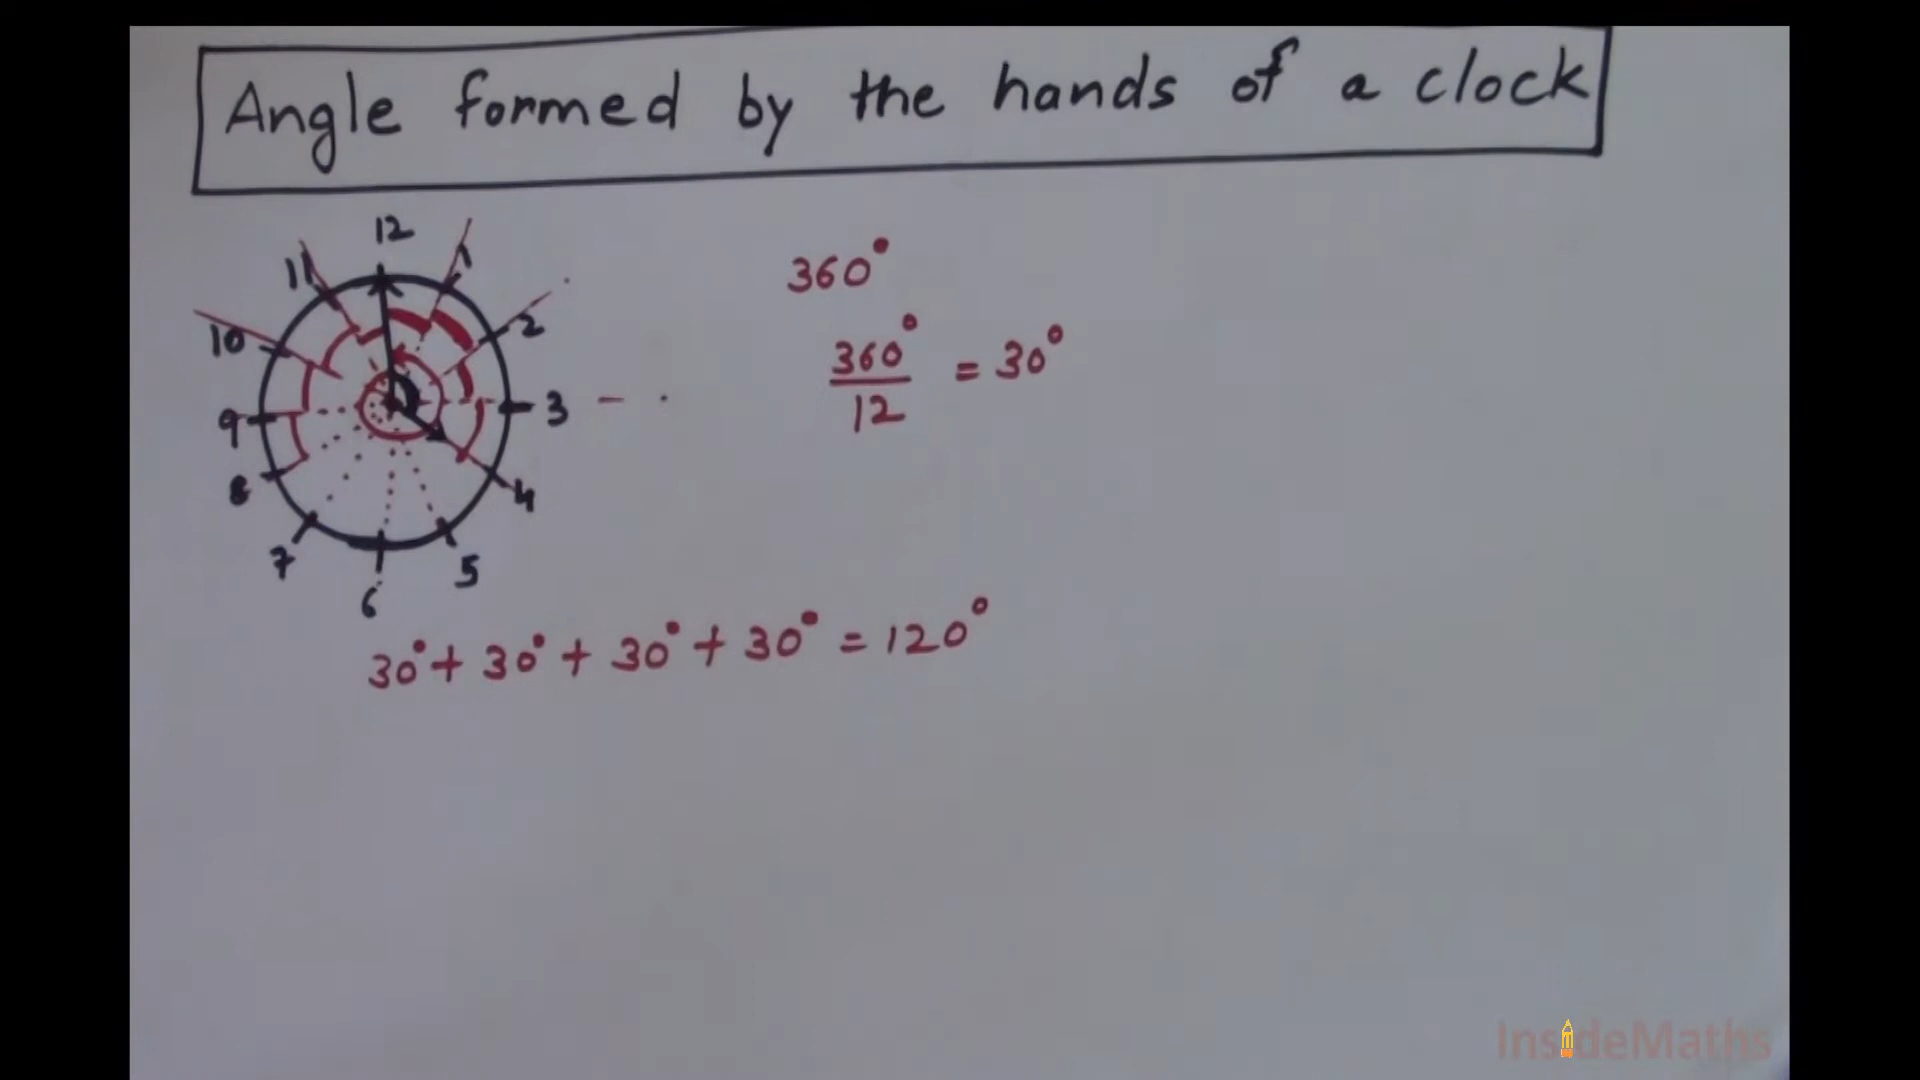 Angle formed by the hands of a clock
12
11 1
10 2
9 3
8 4
7 5
6
360°
360°/12 = 30°
30° + 30° + 30° + 30° = 120°
InsideMaths